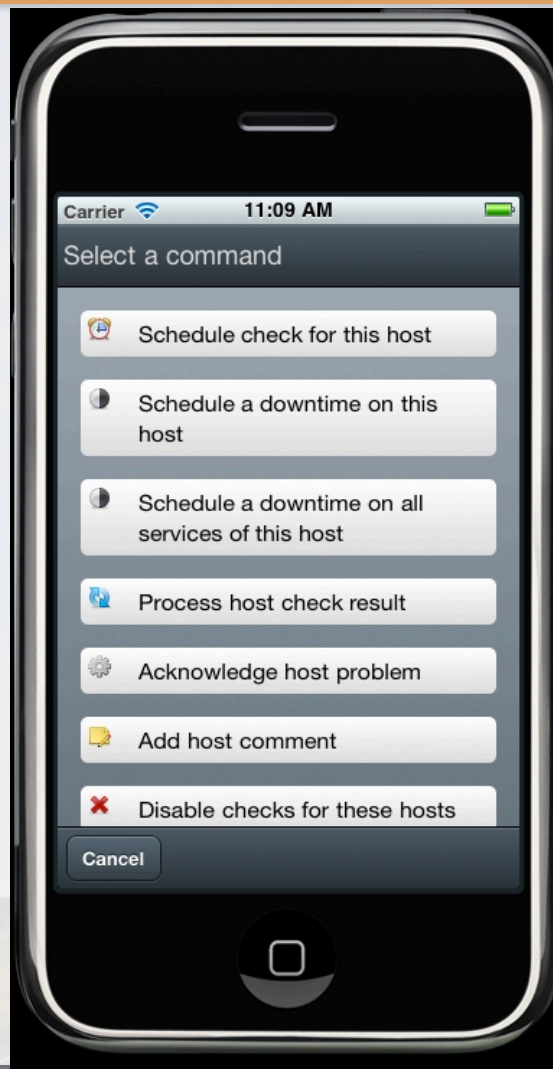 Carrier 11:09 AM
Select a command
Schedule check for this host
Schedule a downtime on this
host
Schedule a downtime on all
services of this host
Process host check result
Acknowledge host problem
Add host comment
Disable checks for these hosts
Cancel